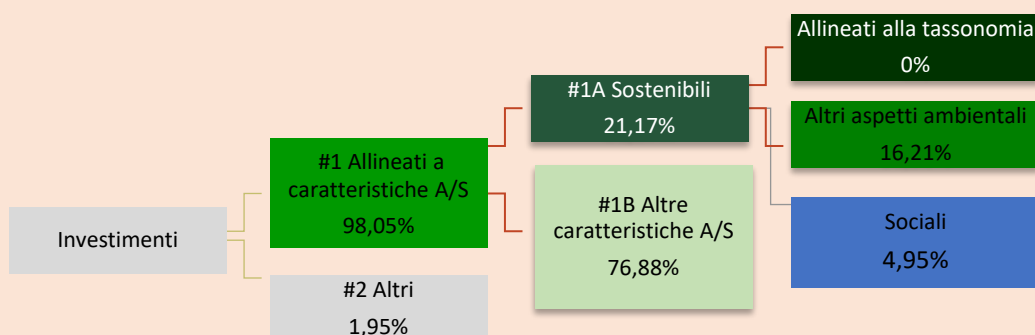 Investimenti
#1 Allineati a
caratteristiche A/S
98,05%
#2 Altri
1,95%
#1A Sostenibili
21,17%
#1B Altre
caratteristiche A/S
76,88%
Allineati alla tassonomia
0%
Altri aspetti ambientali
16,21%
Sociali
4,95%